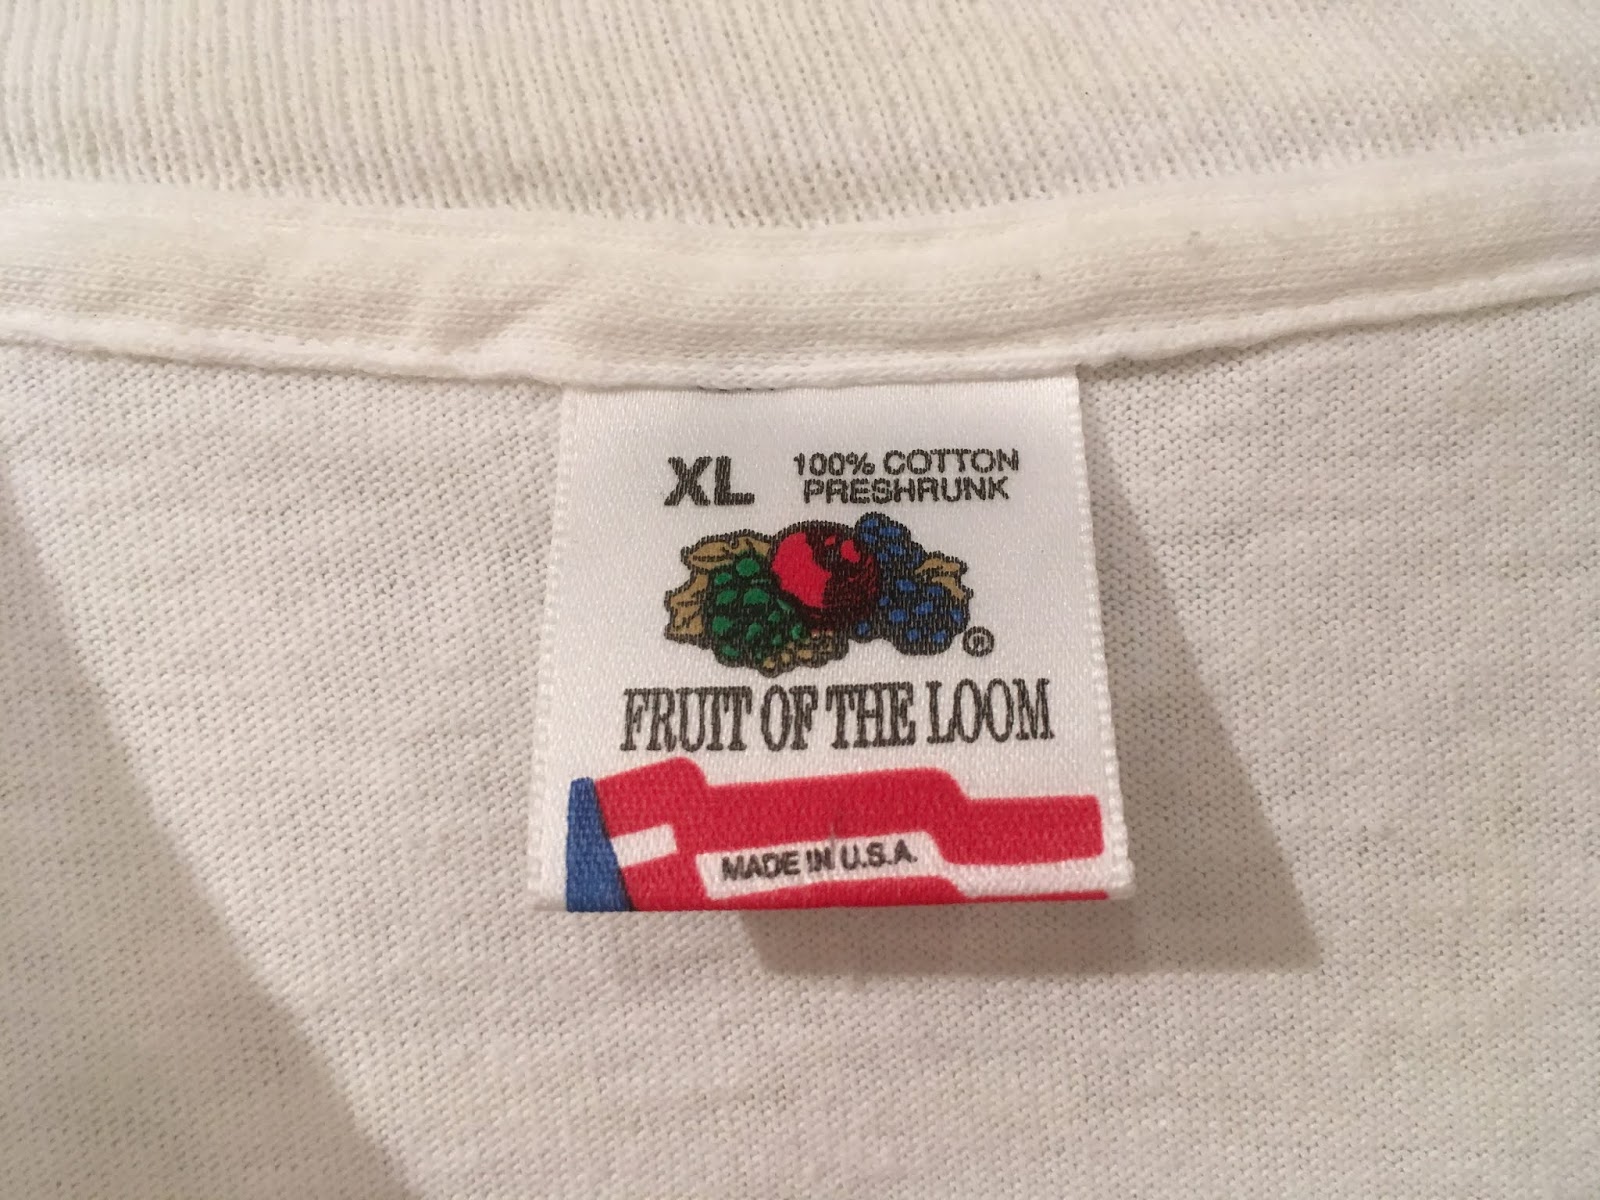 XL 100% COTTON
PRESHRUNK
®
FRUIT OF THE LOOM
MADE IN U.S.A.